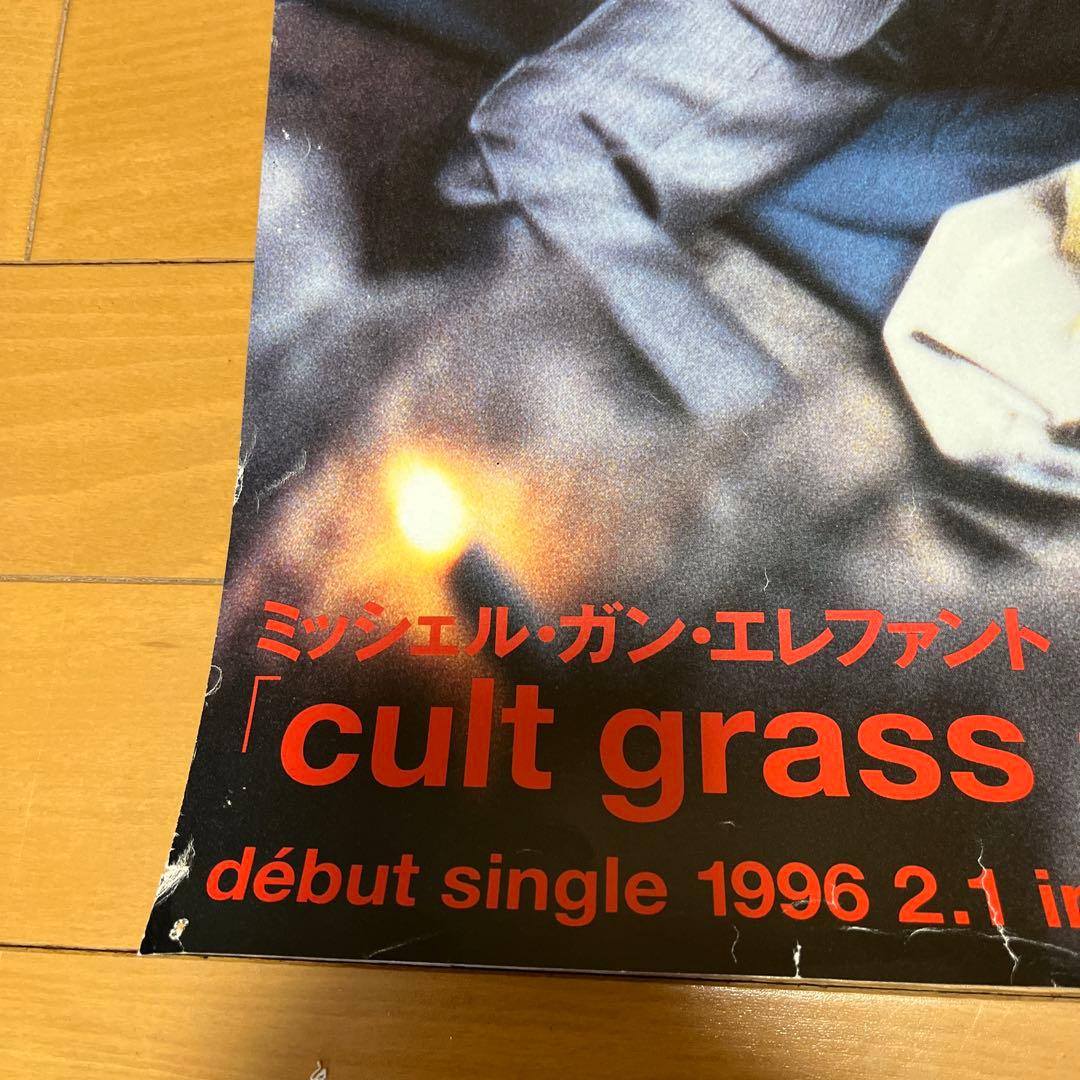 ミッシェル・ガン・エレファント
「cult grass
début single 1996 2.1 in